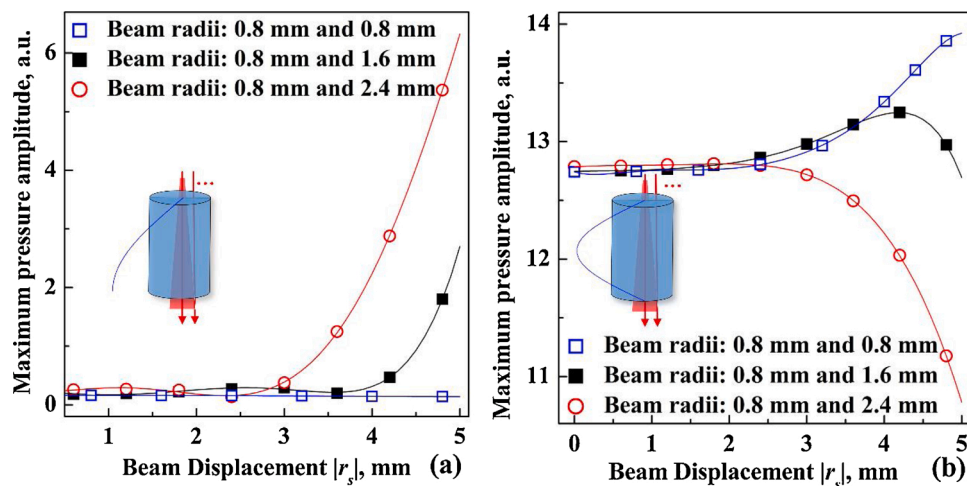 Beam radii: 0.8 mm and 0.8 mm
Beam radii: 0.8 mm and 1.6 mm
Beam radii: 0.8 mm and 2.4 mm
Maximum pressure amplitude, a.u.
6
4
2
0
1 2 3 4 5
Beam Displacement |rₛ|, mm (a)
Maximum pressure amplitude, a.u.
14
13
12
11
Beam radii: 0.8 mm and 0.8 mm
Beam radii: 0.8 mm and 1.6 mm
Beam radii: 0.8 mm and 2.4 mm
0 1 2 3 4 5
Beam Displacement |rₛ|, mm (b)